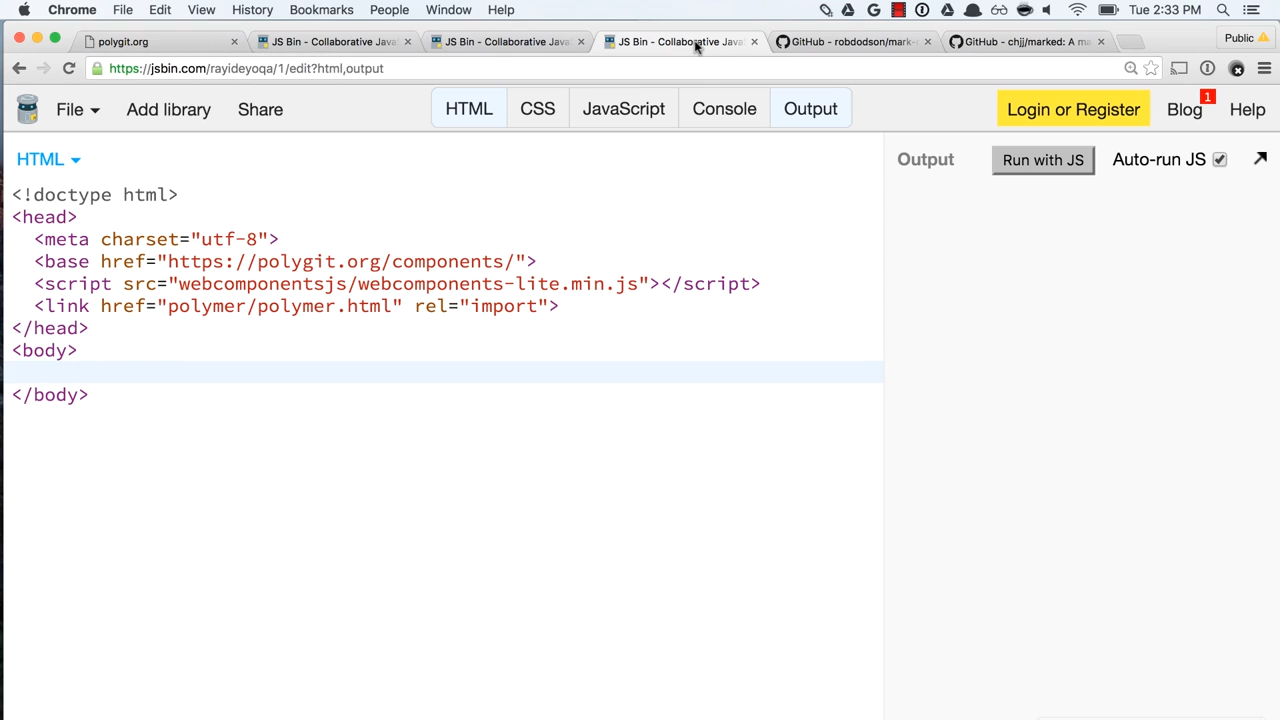 Chrome File Edit View History Bookmarks People Window Help Tue 2:33 PM
polygit.org JS Bin - Collaborative Java JS Bin - Collaborative Java JS Bin - Collaborative Java GitHub - robdodson/mark- GitHub - chjj/marked: A ma Public
https://jsbin.com/rayideyoqa/1/edit?html,output
File Add library Share HTML CSS JavaScript Console Output Login or Register Blog 1 Help
HTML Output Run with JS Auto-run JS
<!doctype html>
<head>
<meta charset="utf-8">
<base href="https://polygit.org/components/">
<script src="webcomponentsjs/webcomponents-lite.min.js"></script>
<link href="polymer/polymer.html" rel="import">
</head>
<body>
</body>